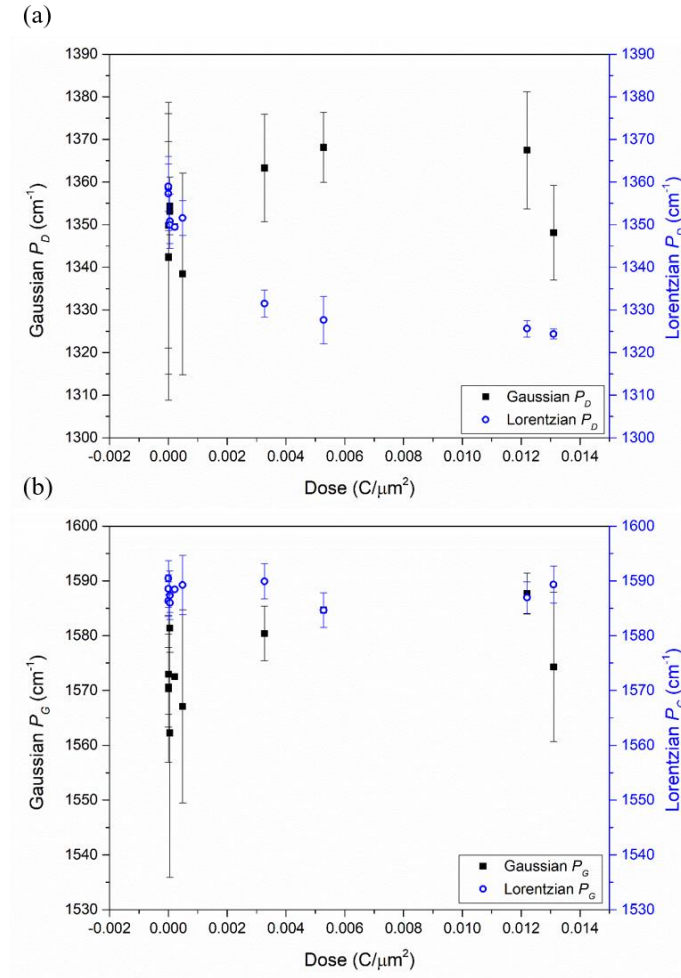 (a)
1390 1390
1380 1380
1370 1370
1360 1360
1350 1350
1340 1340
1330 1330
1320 1320
1310 1310
1300 1300
Gaussian P_D (cm⁻¹)
Lorentzian P_D (cm⁻¹)
Gaussian P_D
Lorentzian P_D
-0.002 0.000 0.002 0.004 0.006 0.008 0.010 0.012 0.014
Dose (C/μm²)
(b)
1600 1600
1590 1590
1580 1580
1570 1570
1560 1560
1550 1550
1540 1540
1530 1530
Gaussian P_G (cm⁻¹)
Lorentzian P_G (cm⁻¹)
Gaussian P_G
Lorentzian P_G
-0.002 0.000 0.002 0.004 0.006 0.008 0.010 0.012 0.014
Dose (C/μm²)